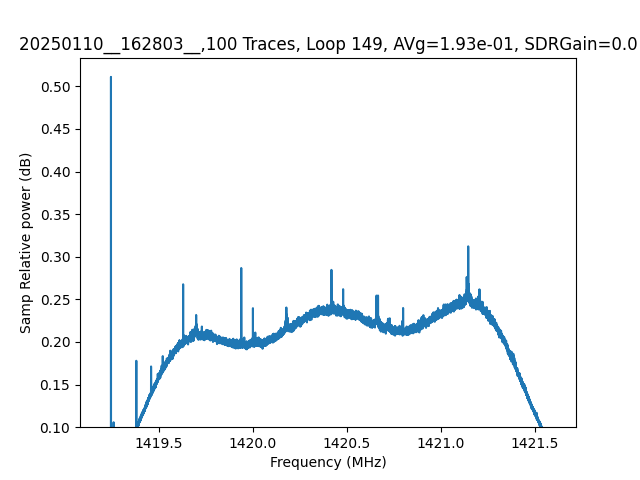 20250110__162803__,100 Traces, Loop 149, AVg=1.93e-01, SDRGain=0.0
0.50
0.45
0.40
0.35
0.30
0.25
0.20
0.15
0.10
Samp Relative power (dB)
1419.5 1420.0 1420.5 1421.0 1421.5
Frequency (MHz)